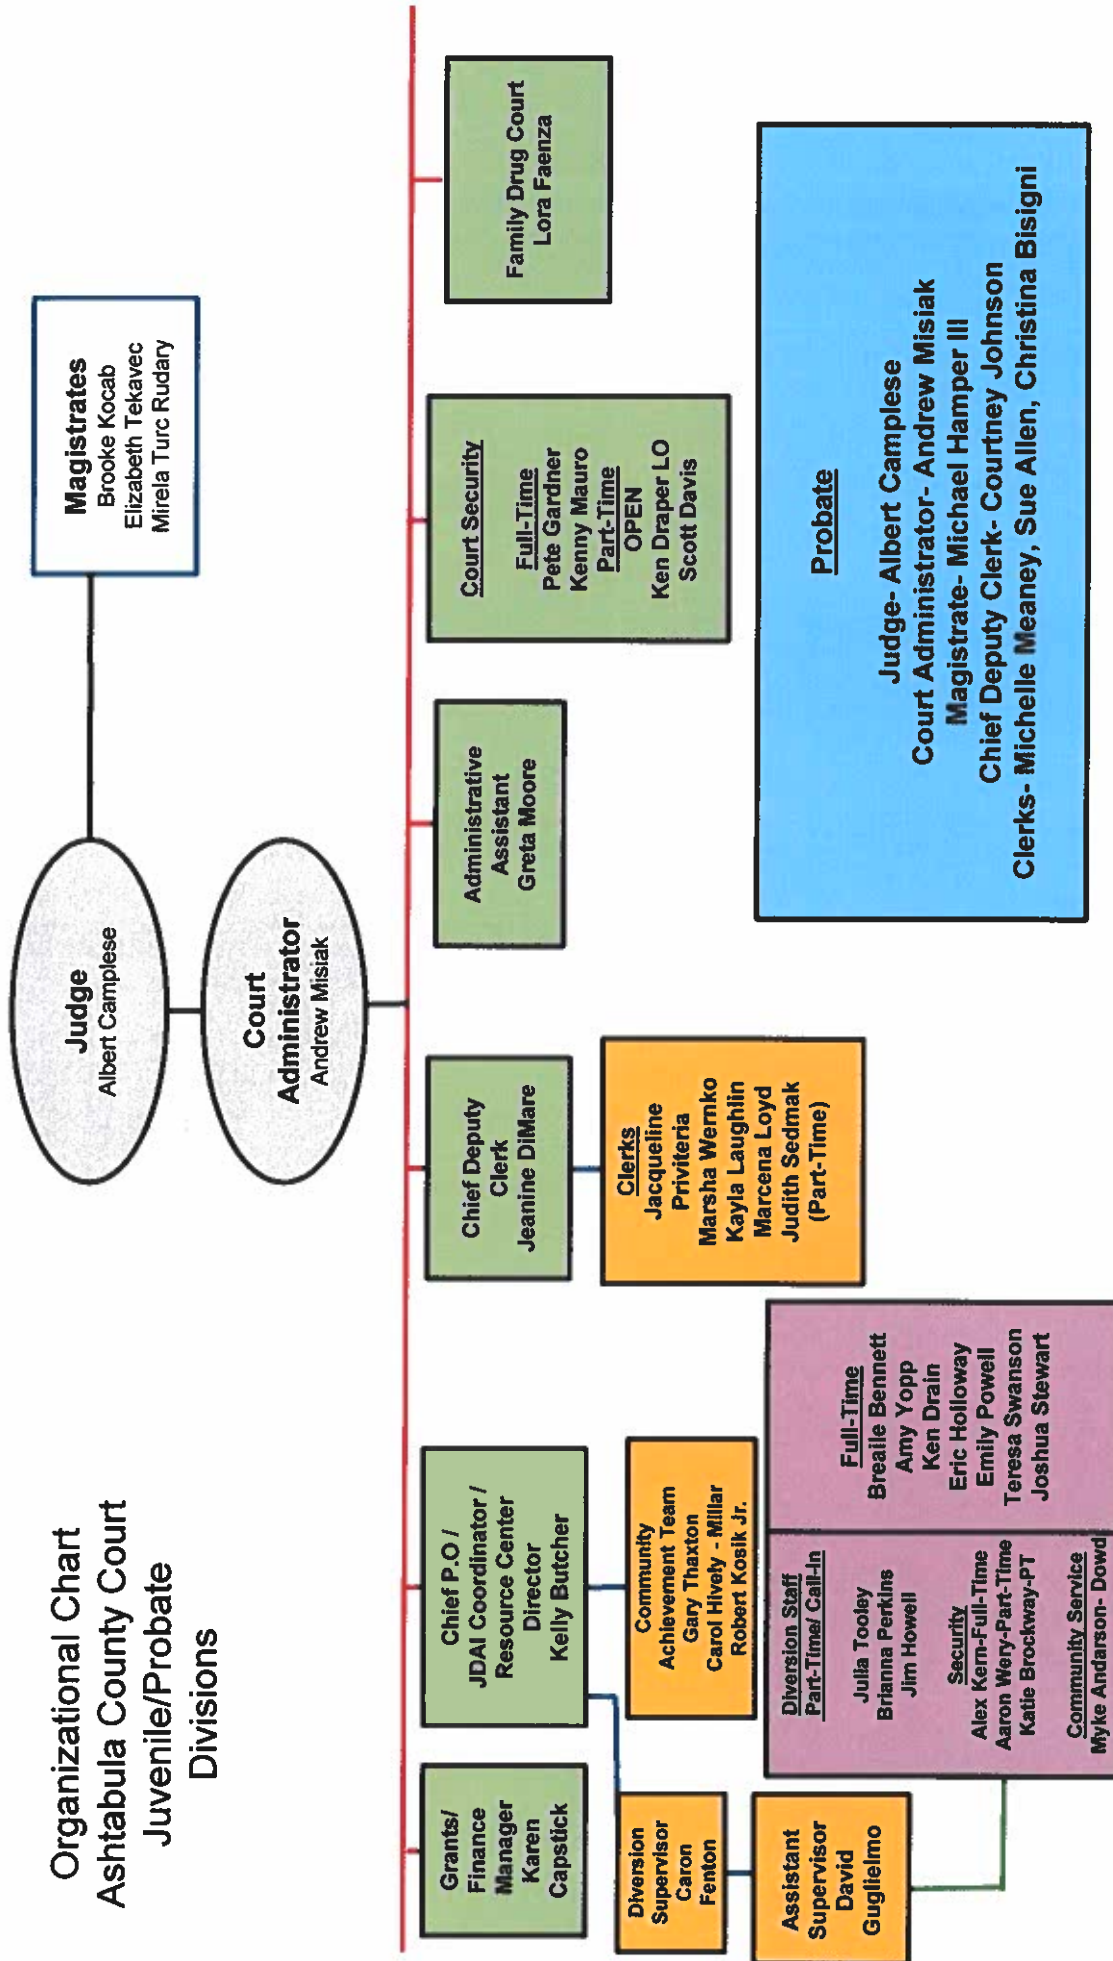 Organizational Chart
Ashtabula County Court
Juvenile/Probate
Divisions
Judge
Albert Camplese
Court
Administrator
Andrew Misiak
Magistrates
Brooke Kocab
Elizabeth Tekavec
Mirela Turc Rudary
Grants/
Finance
Manager
Karen
Capstick
Chief P.O /
JDAI Coordinator /
Resource Center
Director
Kelly Butcher
Chief Deputy
Clerk
Jeanine DiMare
Administrative
Assistant
Greta Moore
Court Security
Full-Time
Pete Gardner
Kenny Mauro
Part-Time
OPEN
Ken Draper LO
Scott Davis
Family Drug Court
Lora Faenza
Diversion
Supervisor
Caron
Fenton
Community
Achievement Team
Gary Thaxton
Carol Hively - Millar
Robert Kosik Jr.
Clerks
Jacqueline
Priviteria
Marsha Wernko
Kayla Laughlin
Marcena Loyd
Judith Sedmak
(Part-Time)
Assistant
Supervisor
David
Guglielmo
Diversion Staff
Part-Time/ Call-In
Julia Tooley
Brianna Perkins
Jim Howell
Security
Alex Kern-Full-Time
Aaron Wery-Part-Time
Katie Brockway-PT
Community Service
Myke Andarson- Dowd
Full-Time
Breaile Bennett
Amy Yopp
Ken Drain
Eric Holloway
Emily Powell
Teresa Swanson
Joshua Stewart
Probate
Judge- Albert Camplese
Court Administrator- Andrew Misiak
Magistrate- Michael Hamper III
Chief Deputy Clerk- Courtney Johnson
Clerks- Michelle Meaney, Sue Allen, Christina Bisigni